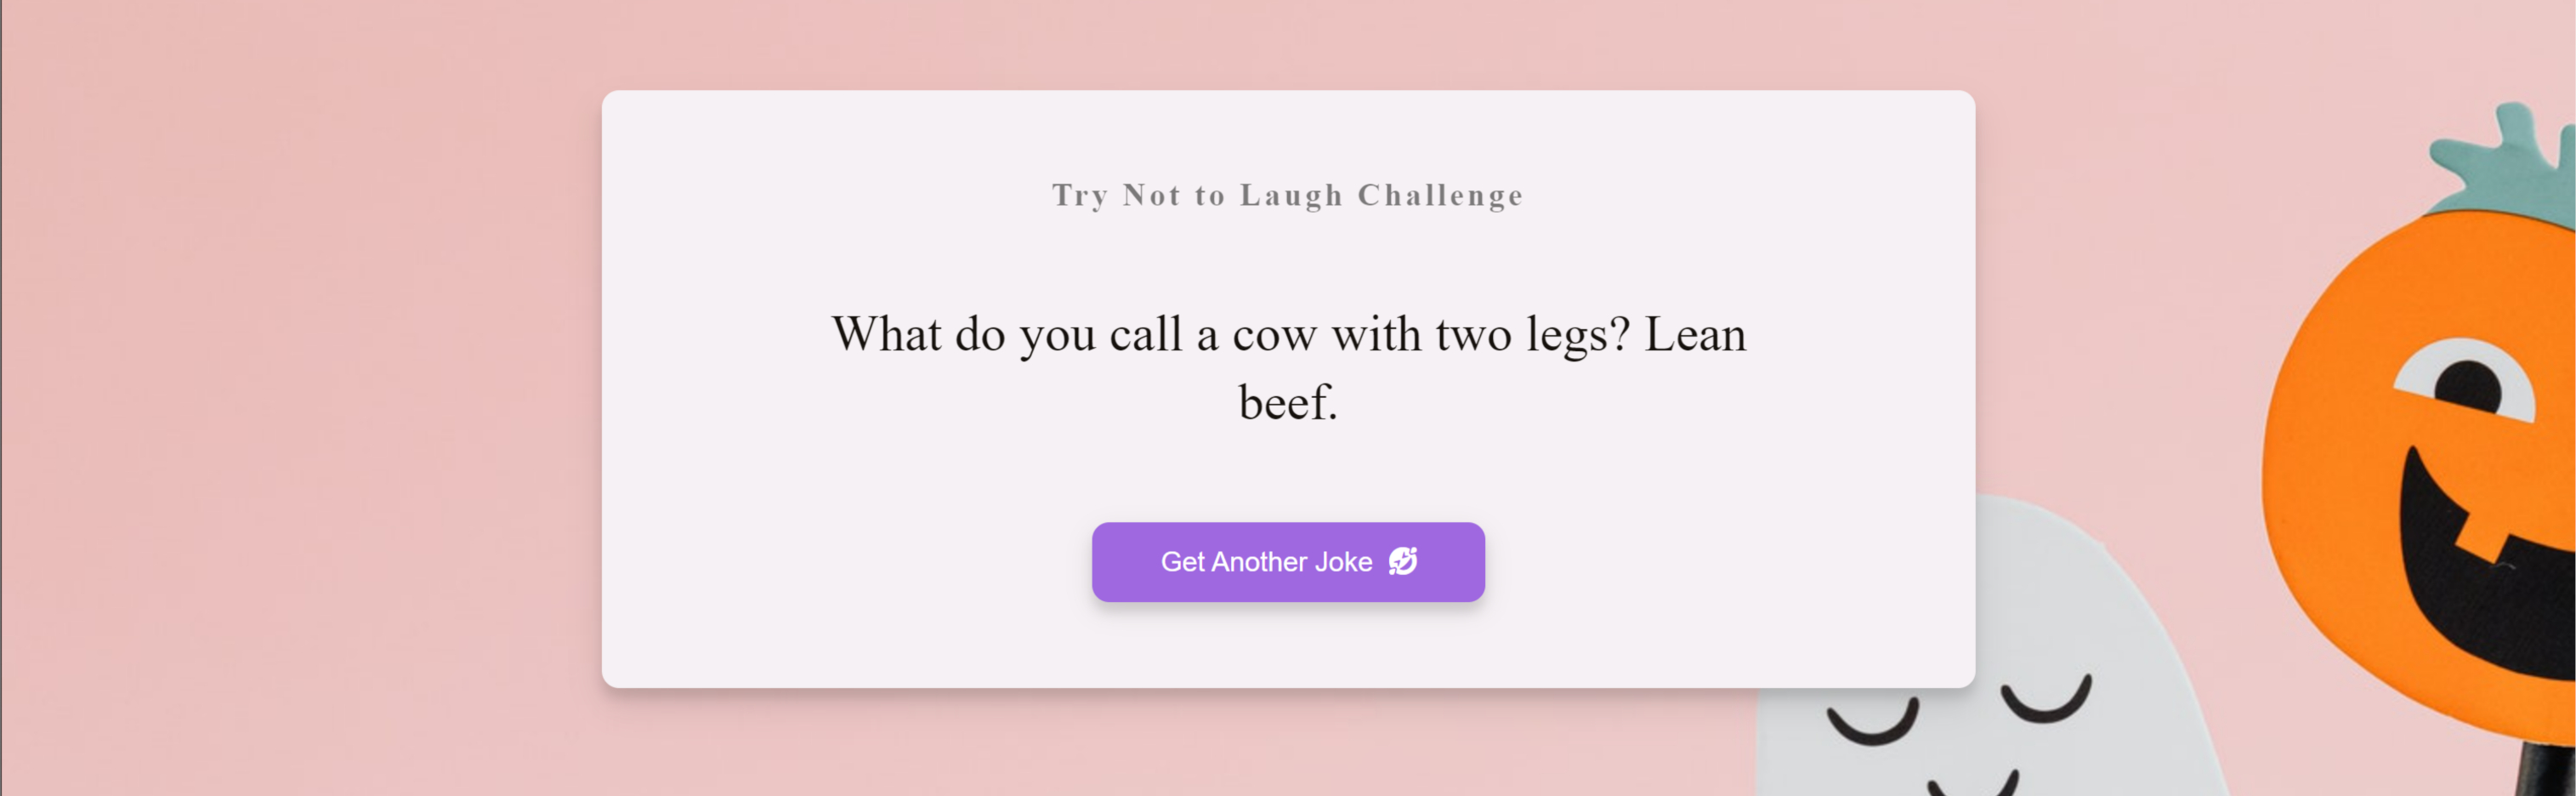 Try Not to Laugh Challenge
What do you call a cow with two legs? Lean
beef.
Get Another Joke